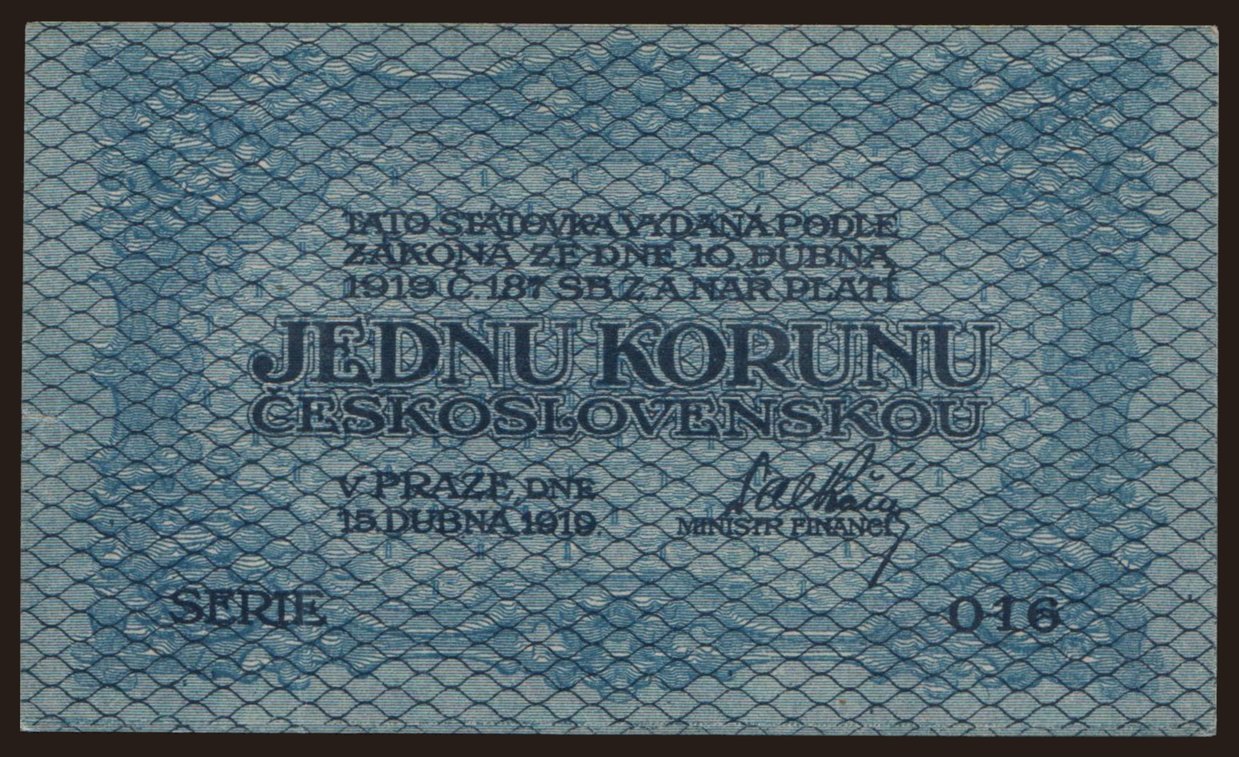 TATO STÁTOVKA VYDANÁ PODLE
ZÁKONA ZE DNE 10. DUBNA
1919 Č. 187 SB. Z. A NAŘ. PLATÍ
JEDNU KORUNU
ČESKOSLOVENSKOU
V PRAZE, DNE
15. DUBNA 1919.
MINISTR FINANCÍ
SERIE 016